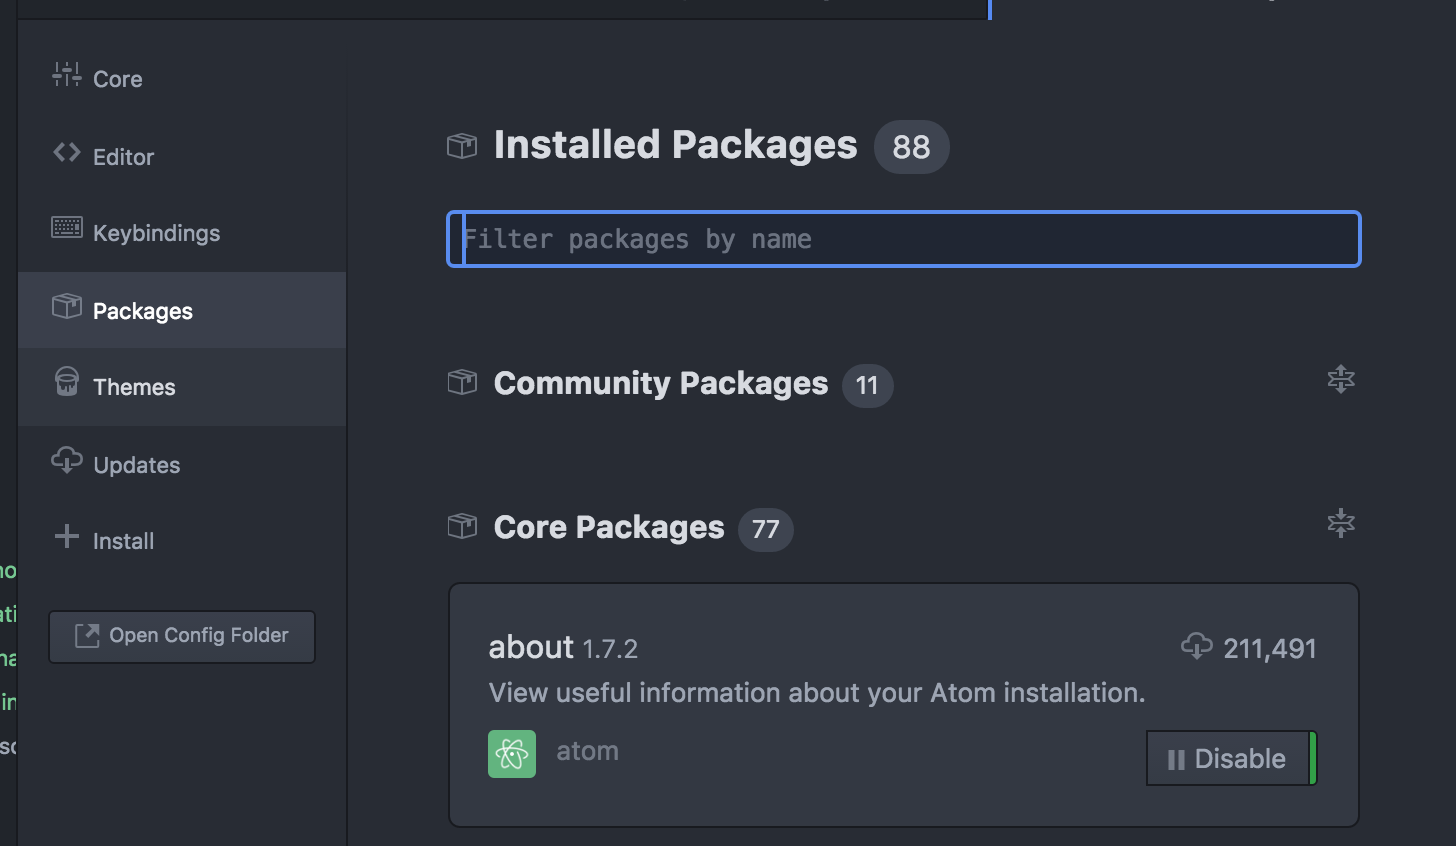 Core
Editor
Keybindings
Packages
Themes
Updates
Install
Open Config Folder
Installed Packages 88
Filter packages by name
Community Packages 11
Core Packages 77
about 1.7.2
211,491
View useful information about your Atom installation.
atom
Disable